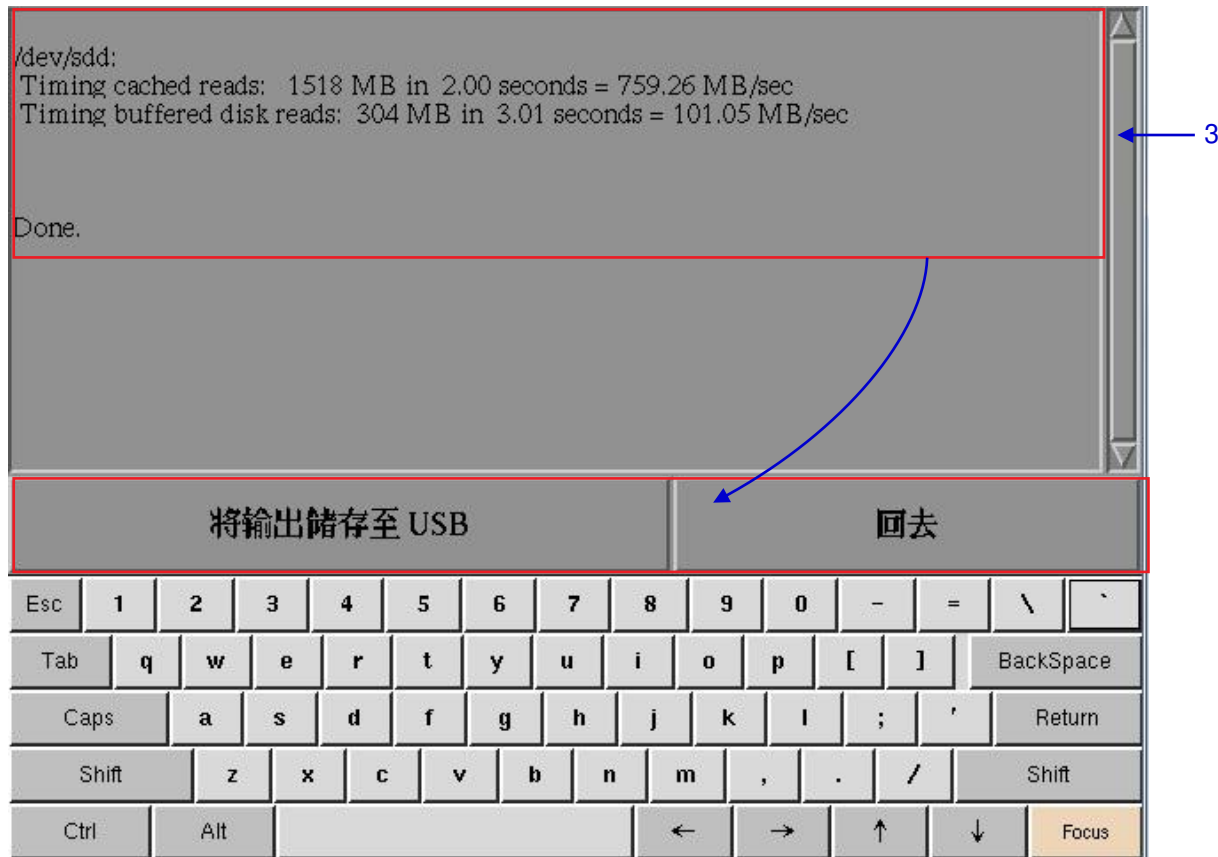 /dev/sdd:
Timing cached reads: 1518 MB in 2.00 seconds = 759.26 MB/sec
Timing buffered disk reads: 304 MB in 3.01 seconds = 101.05 MB/sec
Done.
3
將输出儲存至 USB 回去
Esc 1 2 3 4 5 6 7 8 9 0 - = \ `
Tab q w e r t y u i o p [ ] BackSpace
Caps a s d f g h j k l ; ' Return
Shift z x c v b n m , . / Shift
Ctrl Alt ← → ↑ ↓ Focus